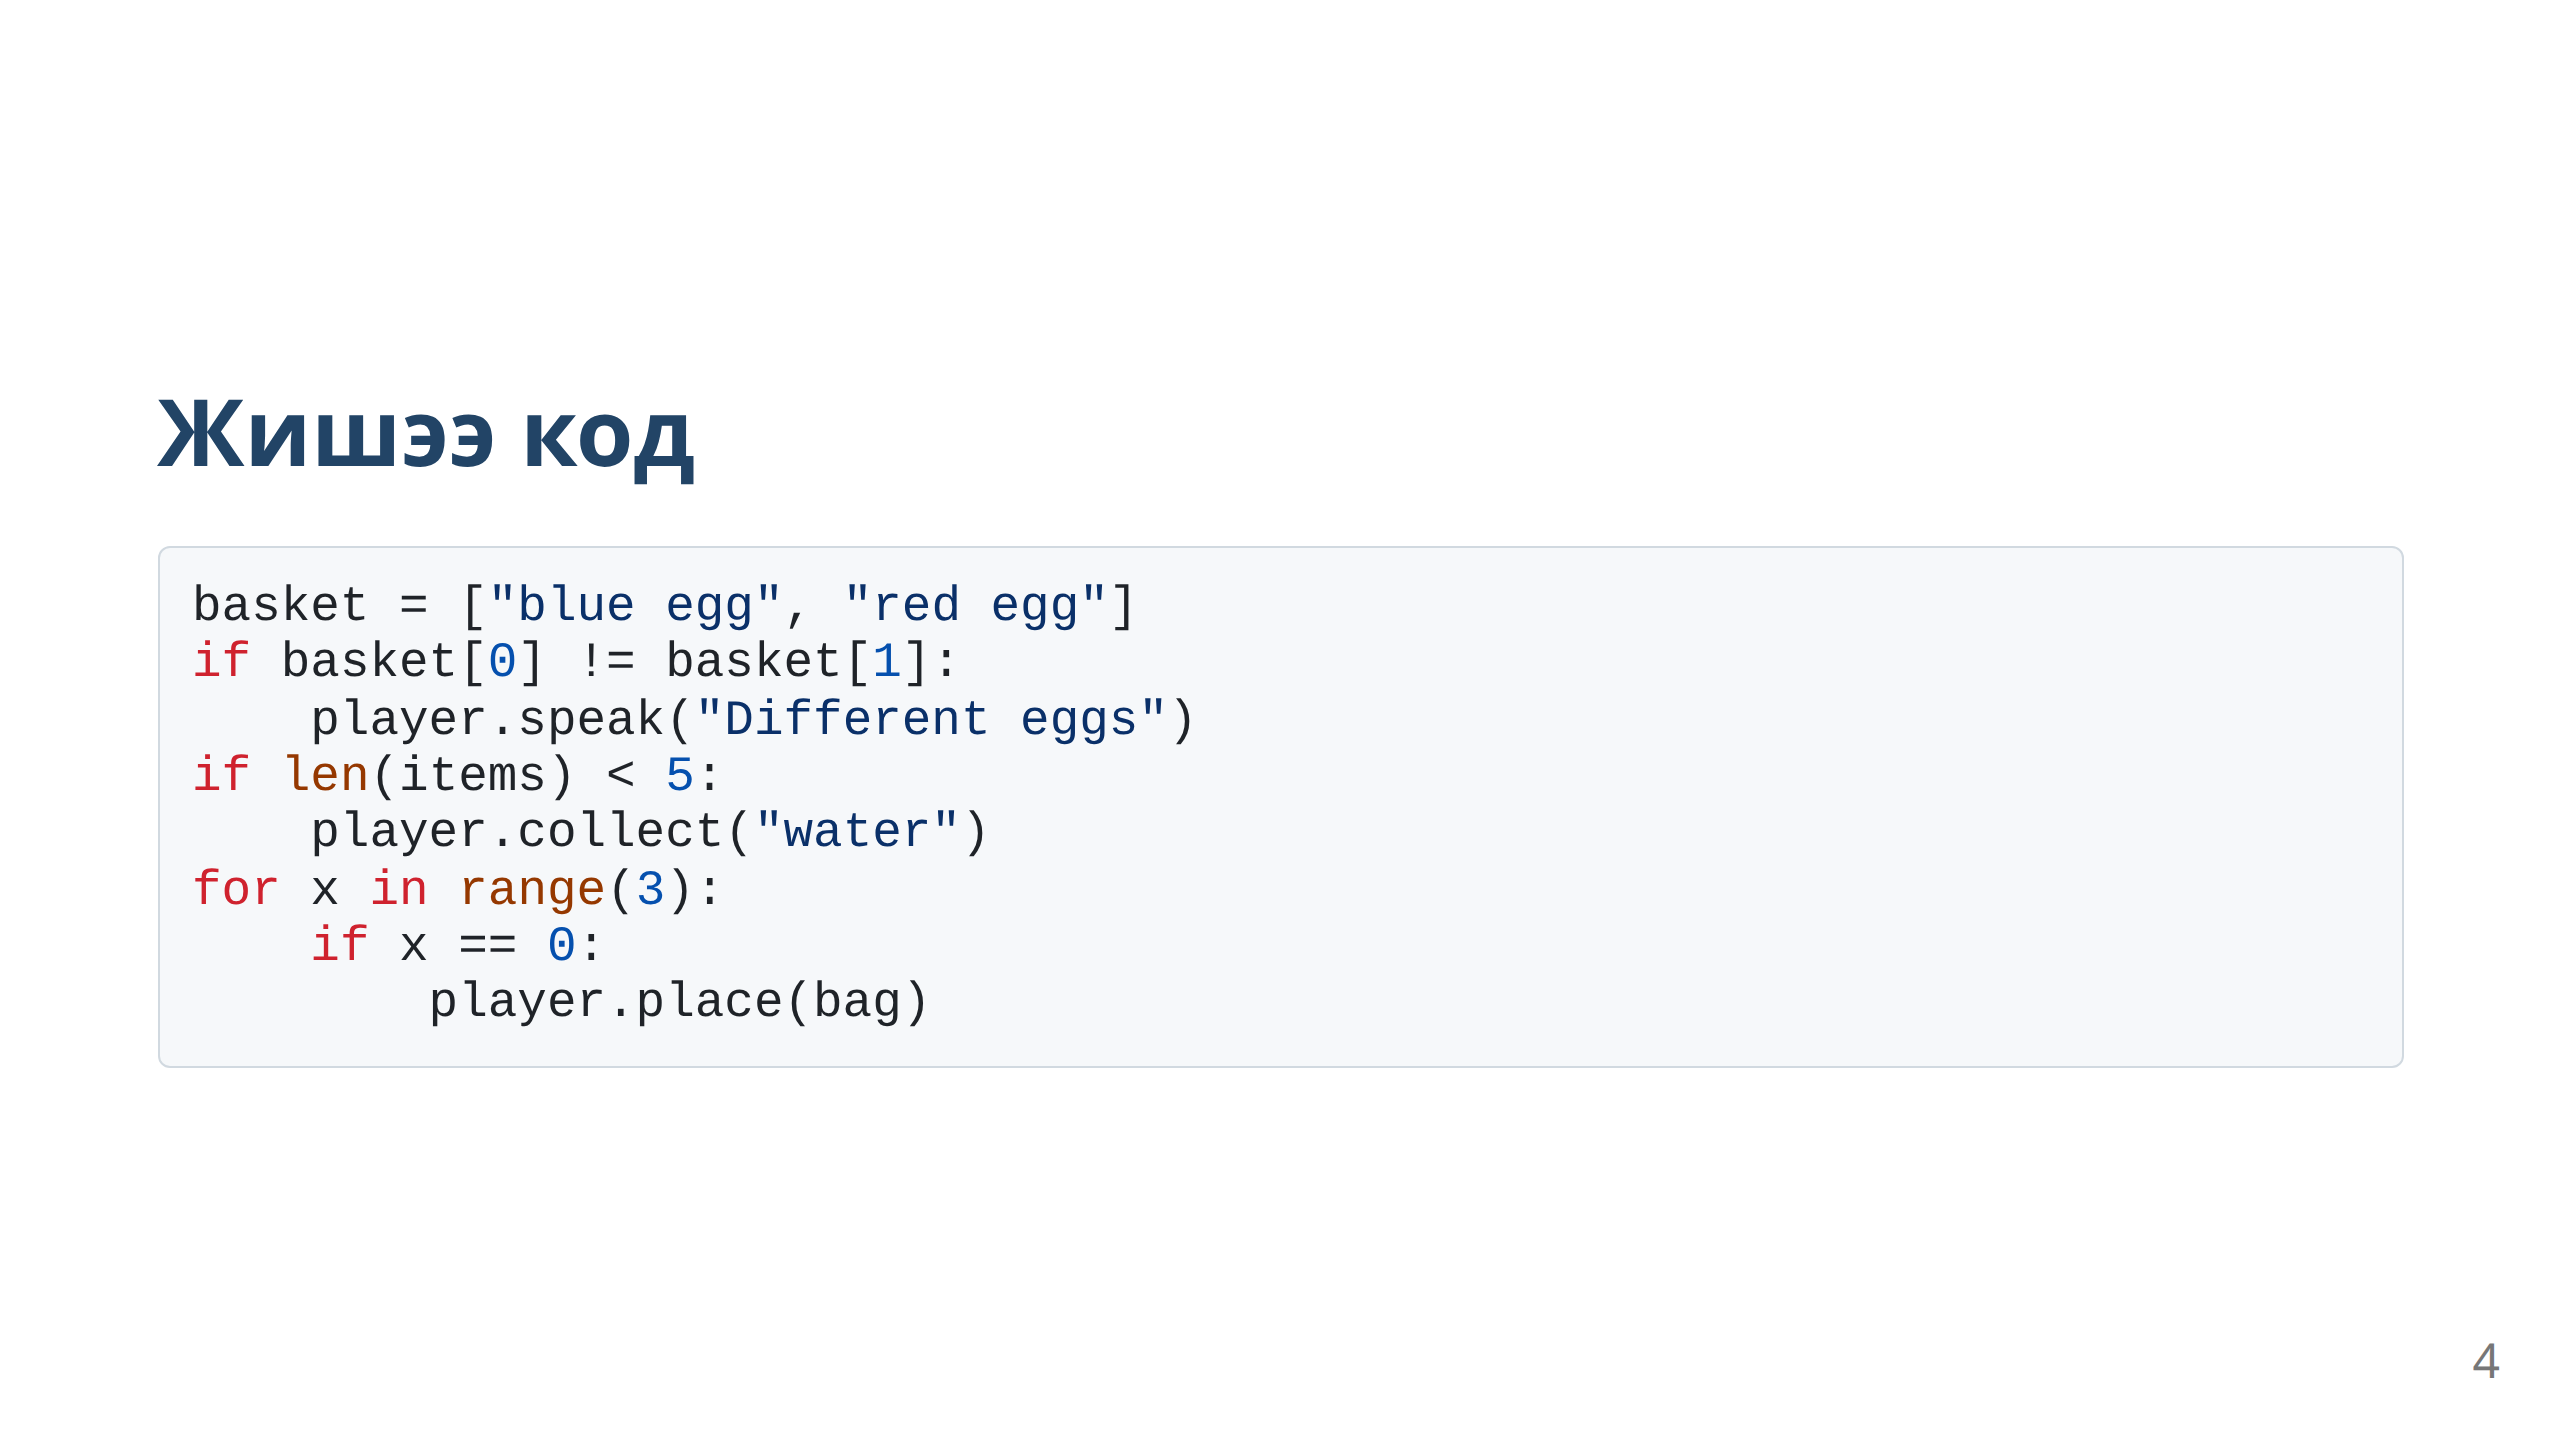 Жишээ код
basket = ["blue egg", "red egg"]
if basket[0] != basket[1]:
    player.speak("Different eggs")
if len(items) < 5:
    player.collect("water")
for x in range(3):
    if x == 0:
        player.place(bag)
4